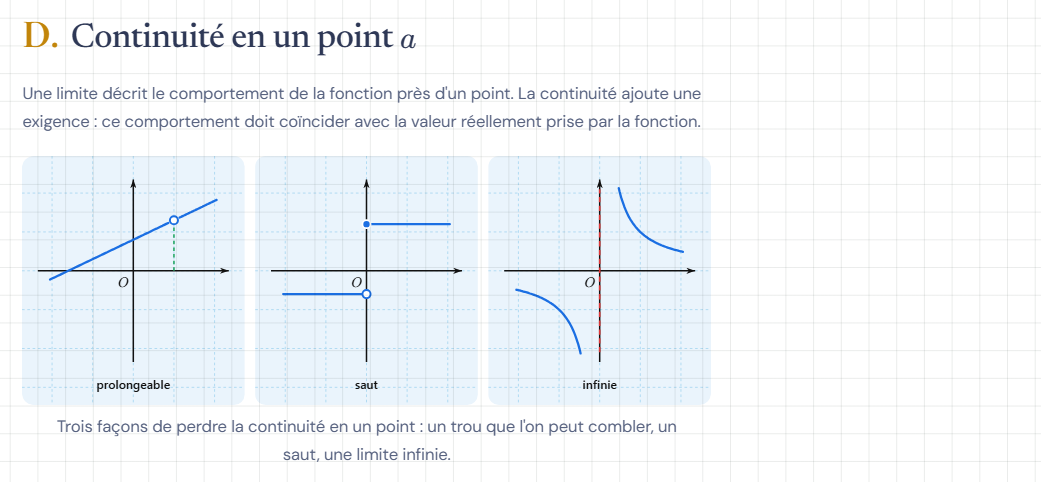 D. Continuité en un point a
Une limite décrit le comportement de la fonction près d'un point. La continuité ajoute une
exigence : ce comportement doit coïncider avec la valeur réellement prise par la fonction.
O
prolongeable
O
saut
O
infinie
Trois façons de perdre la continuité en un point : un trou que l'on peut combler, un
saut, une limite infinie.